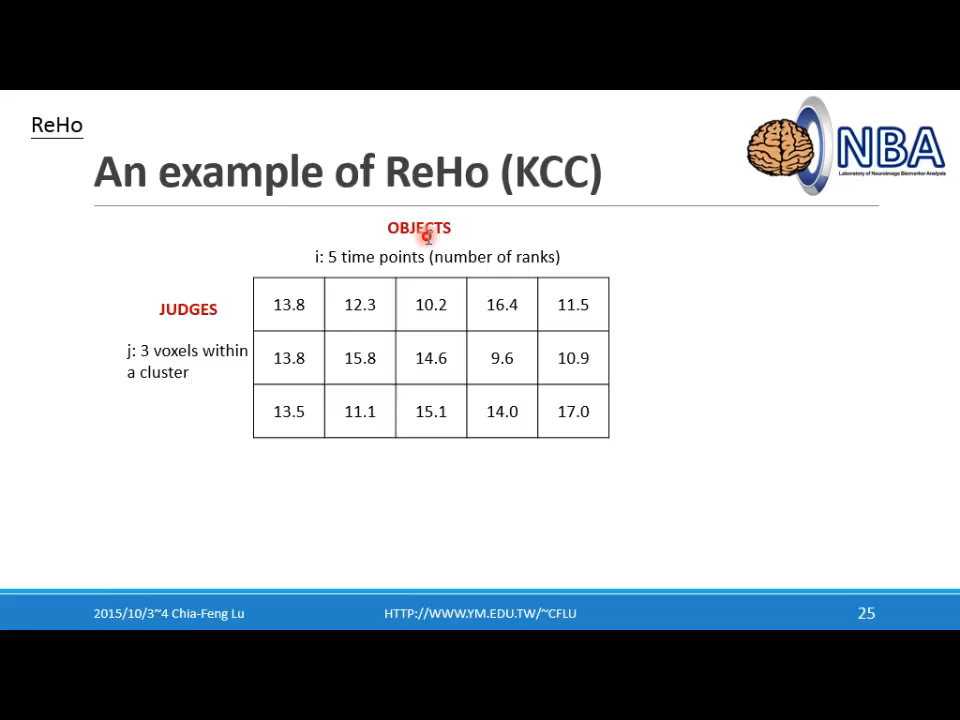 ReHo
NBA
Laboratory of Neuroimage Biomarker Analysis
An example of ReHo (KCC)
OBJECTS
i: 5 time points (number of ranks)
JUDGES
j: 3 voxels within
a cluster
13.8 12.3 10.2 16.4 11.5
13.8 15.8 14.6 9.6 10.9
13.5 11.1 15.1 14.0 17.0
2015/10/3~4 Chia-Feng Lu
HTTP://WWW.YM.EDU.TW/~CFLU
25